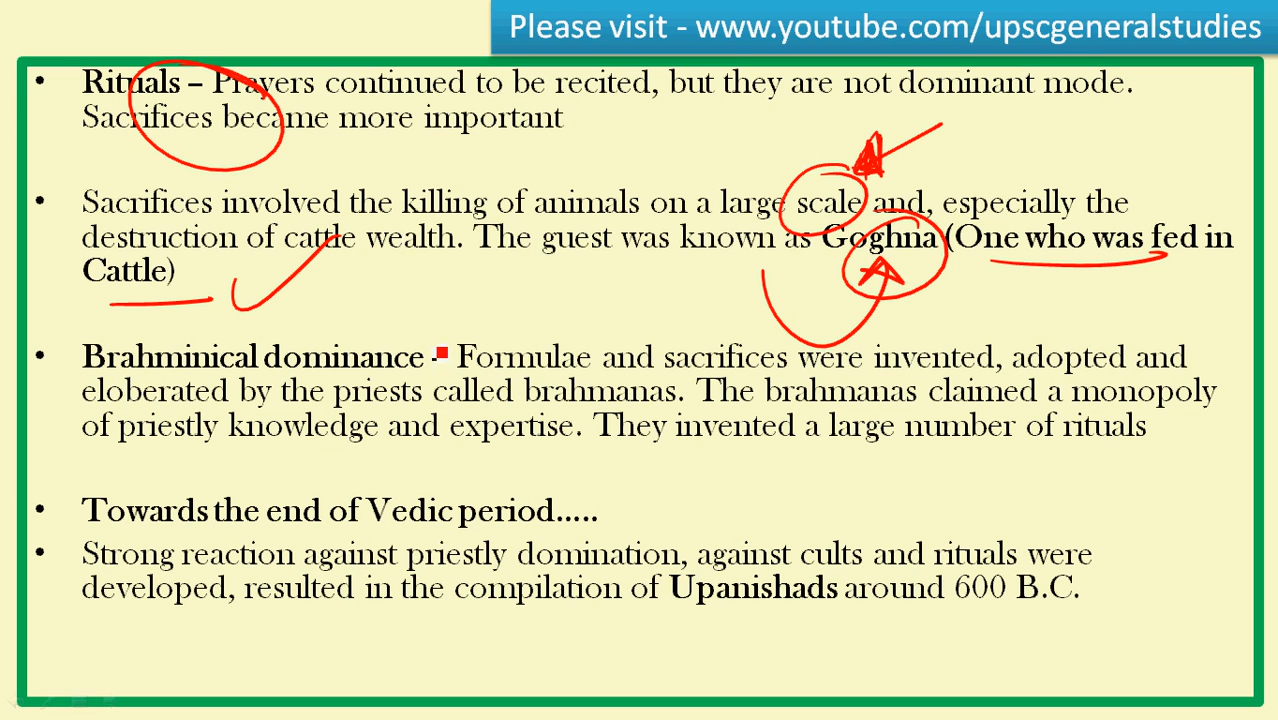 Please visit - www.youtube.com/upscgeneralstudies
• Rituals – Prayers continued to be recited, but they are not dominant mode.
Sacrifices became more important
• Sacrifices involved the killing of animals on a large scale and, especially the
destruction of cattle wealth. The guest was known as Goghna (One who was fed in
Cattle)
• Brahminical dominance - Formulae and sacrifices were invented, adopted and
eloberated by the priests called brahmanas. The brahmanas claimed a monopoly
of priestly knowledge and expertise. They invented a large number of rituals
• Towards the end of Vedic period.....
• Strong reaction against priestly domination, against cults and rituals were
developed, resulted in the compilation of Upanishads around 600 B.C.